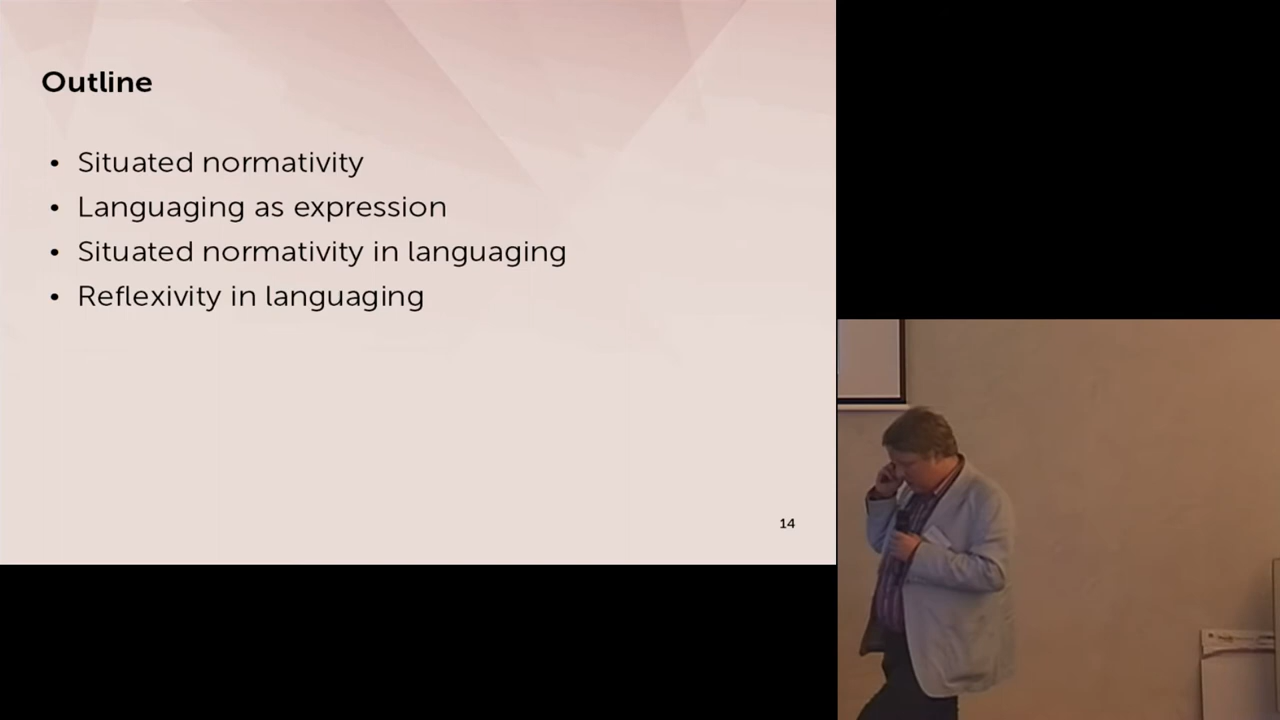 Outline
• Situated normativity
• Languaging as expression
• Situated normativity in languaging
• Reflexivity in languaging
14